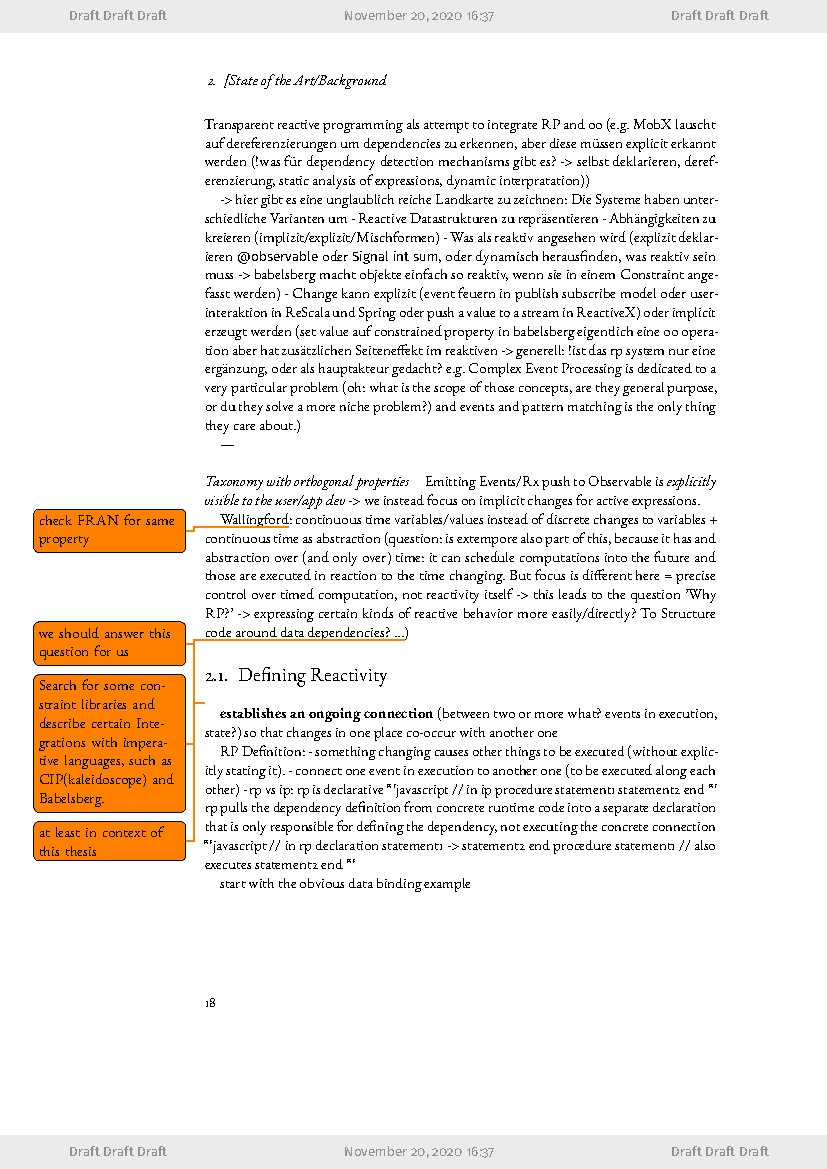 Draft Draft Draft November 20, 2020 16:37 Draft Draft Draft
2. [State of the Art/Background
Transparent reactive programming als attempt to integrate RP and oo (e.g. MobX lauscht
auf dereferenzierungen um dependencies zu erkennen, aber diese müssen explicit erkannt
werden (!was für dependency detection mechanisms gibt es? -> selbst deklarieren, deref-
erenzierung, static analysis of expressions, dynamic interpratation))
-> hier gibt es eine unglaublich reiche Landkarte zu zeichnen: Die Systeme haben unter-
schiedliche Varianten um - Reactive Datastrukturen zu repräsentieren - Abhängigkeiten zu
kreieren (implizit/explizit/Mischformen) - Was als reaktiv angesehen wird (explizit deklar-
ieren @observable oder Signal int sum, oder dynamisch herausfinden, was reaktiv sein
muss -> babelsberg macht objekte einfach so reaktiv, wenn sie in einem Constraint ange-
fasst werden) - Change kann explizit (event feuern in publish subscribe model oder user-
interaktion in ReScala und Spring oder push a value to a stream in ReactiveX) oder implicit
erzeugt werden (set value auf constrained property in babelsberg eigentlich eine oo opera-
tion aber hat zusätzlichen Seiteneffekt im reaktiven -> generell: !ist das rp system nur eine
ergänzung, oder als hauptakteur gedacht? e.g. Complex Event Processing is dedicated to a
very particular problem (oh: what is the scope of those concepts, are they general purpose,
or du they solve a more niche problem?) and events and pattern matching is the only thing
they care about.)
—
Taxonomy with orthogonal properties Emitting Events/Rx push to Observable is explicitly
visible to the user/app dev -> we instead focus on implicit changes for active expressions.
Wallingford: continuous time variables/values instead of discrete changes to variables +
continuous time as abstraction (question: is extempore also part of this, because it has and
abstraction over (and only over) time: it can schedule computations into the future and
those are executed in reaction to the time changing. But focus is different here = precise
control over timed computation, not reactivity itself -> this leads to the question 'Why
RP?' -> expressing certain kinds of reactive behavior more easily/directly? To Structure
code around data dependencies? ...)
check FRAN for same
property
we should answer this
question for us
Search for some con-
straint libraries and
describe certain Inte-
grations with impera-
tive languages, such as
CIP(kaleidoscope) and
Babelsberg.
at least in context of
this thesis
2.1. Defining Reactivity
establishes an ongoing connection (between two or more what? events in execution,
state?) so that changes in one place co-occur with another one
RP Definition: - something changing causes other things to be executed (without explic-
itly stating it). - connect one event in execution to another one (to be executed along each
other) - rp vs ip: rp is declarative "'javascript // in ip procedure statement1 statement2 end "'
rp pulls the dependency definition from concrete runtime code into a separate declaration
that is only responsible for defining the dependency, not executing the concrete connection
"'javascript // in rp declaration statement1 -> statement2 end procedure statement1 // also
executes statement2 end "'
start with the obvious data binding example
18
Draft Draft Draft November 20, 2020 16:37 Draft Draft Draft